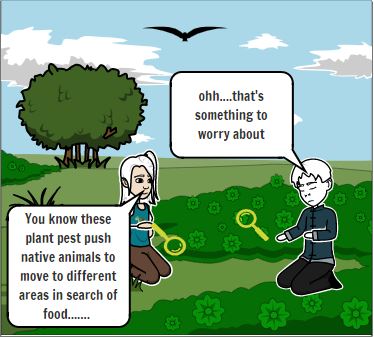 You know these
plant pest push
native animals to
move to different
areas in search of
food.......
ohh....that's
something to
worry about